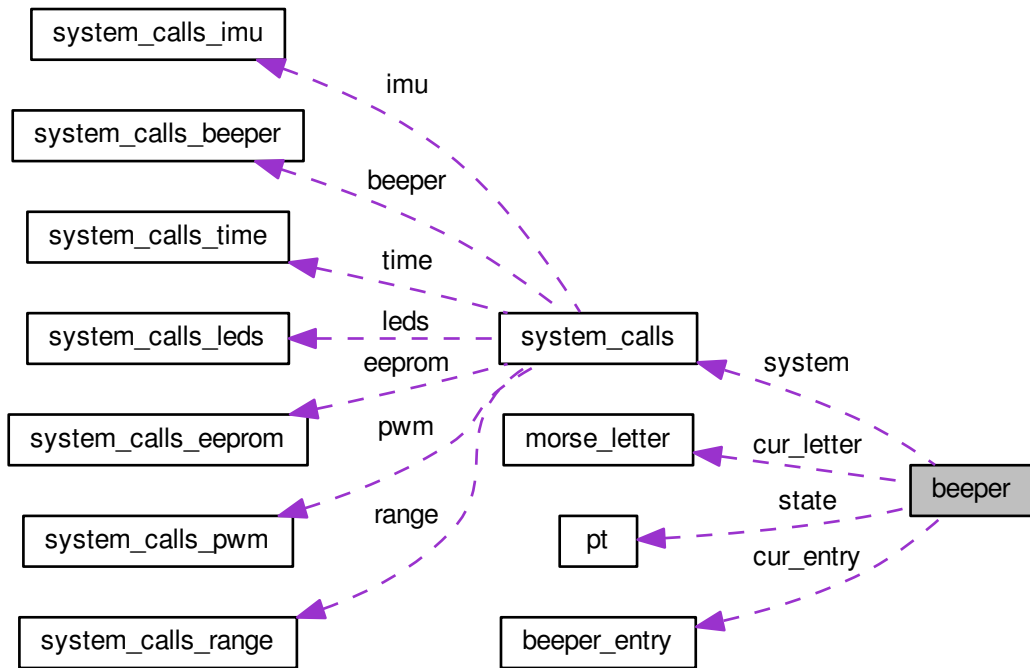 system_calls_imu
imu
system_calls_beeper
beeper
system_calls_time
time
system_calls_leds
leds
system_calls
system
eeprom
system_calls_eeprom
pwm
morse_letter
cur_letter
beeper
system_calls_pwm
range
pt
state
cur_entry
system_calls_range
beeper_entry